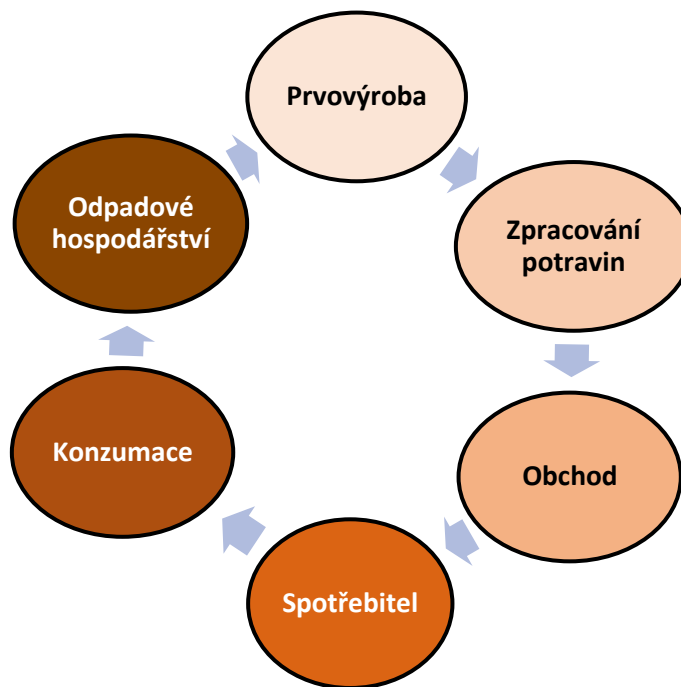 Prvovýroba
Zpracování
potravin
Obchod
Spotřebitel
Konzumace
Odpadové
hospodářství